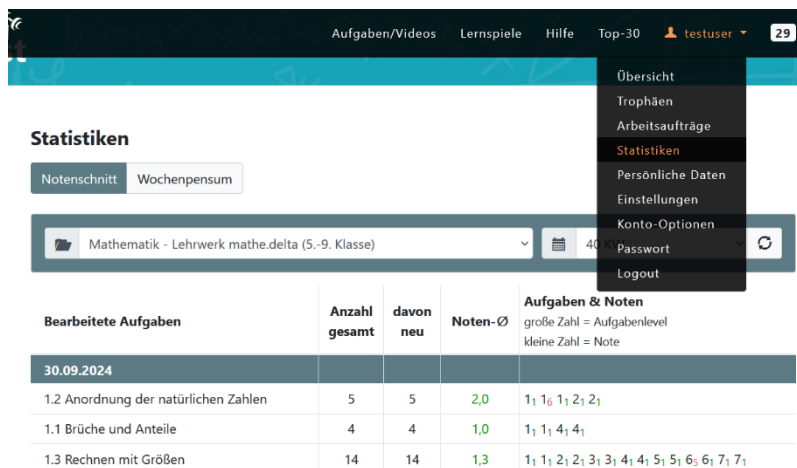 Aufgaben/Videos Lernspiele Hilfe Top-30 testuser 29
Übersicht
Trophäen
Arbeitsaufträge
Statistiken
Persönliche Daten
Einstellungen
Konto-Optionen
Passwort
Logout
Statistiken
Notenschnitt Wochenpensum
Mathematik - Lehrwerk mathe.delta (5.-9. Klasse) 40 KW
Bearbeitete Aufgaben Anzahl gesamt davon neu Noten-Ø Aufgaben & Noten
große Zahl = Aufgabenlevel
kleine Zahl = Note
30.09.2024
1.2 Anordnung der natürlichen Zahlen 5 5 2,0 1₁ 1₆ 1₁ 2₁ 2₁
1.1 Brüche und Anteile 4 4 1,0 1₁ 1₁ 4₁ 4₁
1.3 Rechnen mit Größen 14 14 1,3 1₁ 1₁ 2₁ 2₁ 3₁ 3₁ 4₁ 4₁ 5₁ 5₁ 6₅ 6₁ 7₁ 7₁